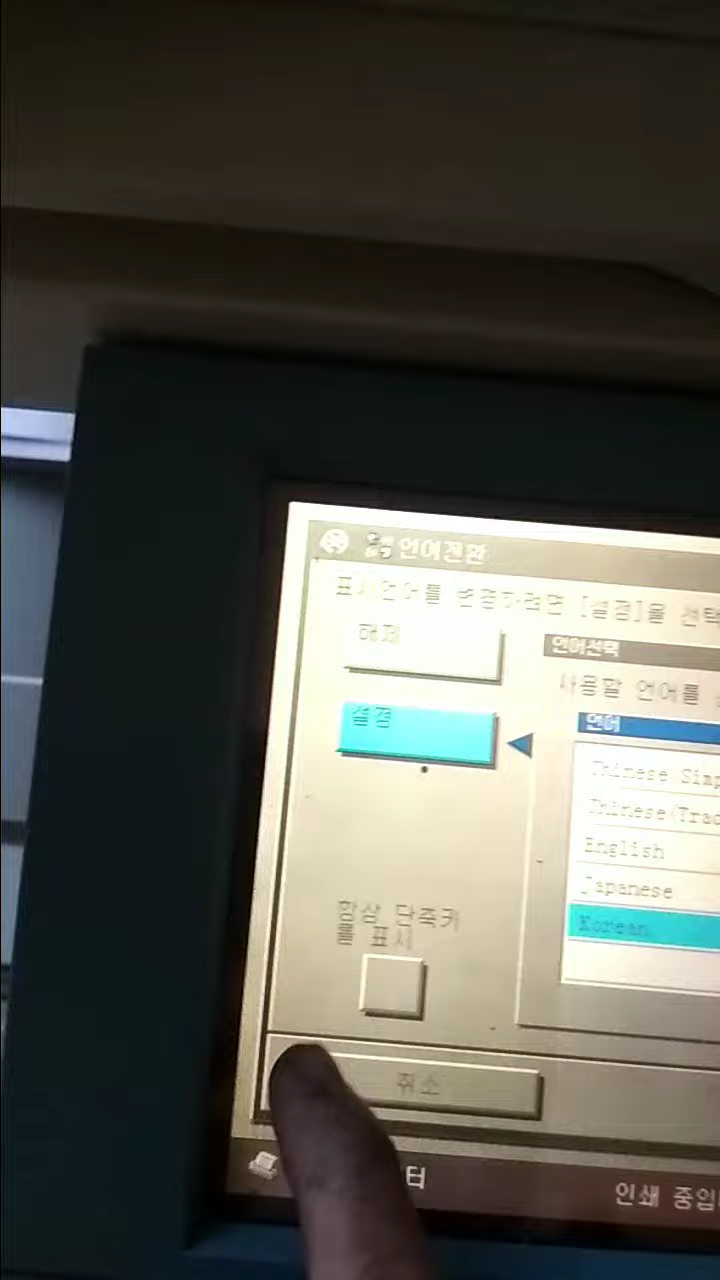 언어전환
표시언어를 변경하려면 [설정]을 선택
해제
언어선택
사용할 언어를
설정
언어
Chinese Simp
Chinese(Trad
English
Japanese
Korean
항상 단축키
를 표시
취소
터
인쇄 중입